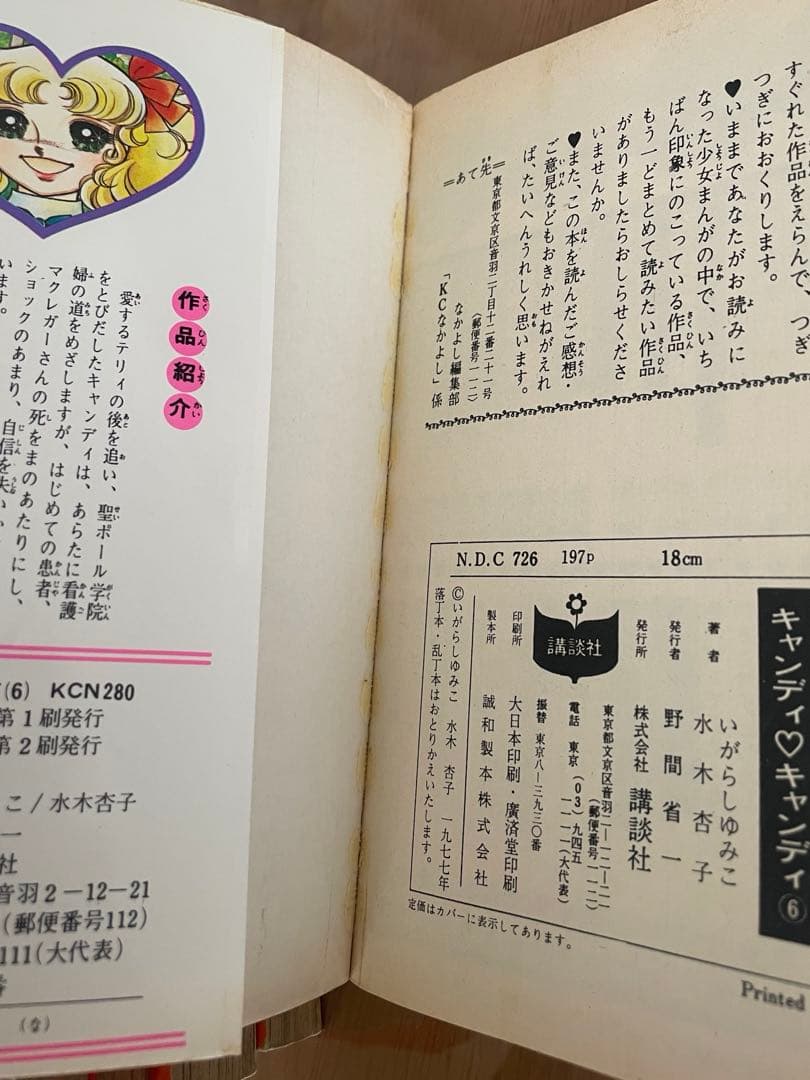 すぐれた作品をえらんで、つぎ
つぎにおおくりします。
♥いままであなたがお読みに
なった少女まんがの中で、いち
ばん印象にのこっている作品、
もう一どまとめて読みたい作品
がありましたらおしらせくださ
いませんか。
♥また、この本を読んだご感想・
ご意見などもおきかせねがえれ
ば、たいへんうれしく思います。
＝あて先＝
東京都文京区音羽二丁目十二番二十一号
(郵便番号一一二)
なかよし編集部
「KCなかよし」係
作品紹介
愛するテリィの後を追い、聖ポール学院
をとびだしたキャンディは、あらたに看護
婦の道をめざしますが、はじめての患者、
マクレガーさんの死をまのあたりにし、
ショックのあまり、自信を失い
います。
(6) KCN280
第1刷発行
第2刷発行
こ/水木杏子
一
社
音羽2-12-21
(郵便番号112)
111(大代表)
(な)
N.D.C 726 197p 18cm
キャンディ♡キャンディ⑥
著者 いがらしゆみこ
水木杏子
発行者 野間省一
発行所 株式会社 講談社
東京都文京区音羽二―一二―二一
(郵便番号一一二)
電話 東京(03)九四五
一一一一(大代表)
振替 東京八―三九三〇番
講談社
印刷所 大日本印刷・廣済堂印刷
製本所 誠和製本株式会社
©いがらしゆみこ 水木杏子 一九七七年
落丁本・乱丁本はおとりかえいたします。
定価はカバーに表示してあります。
Printed